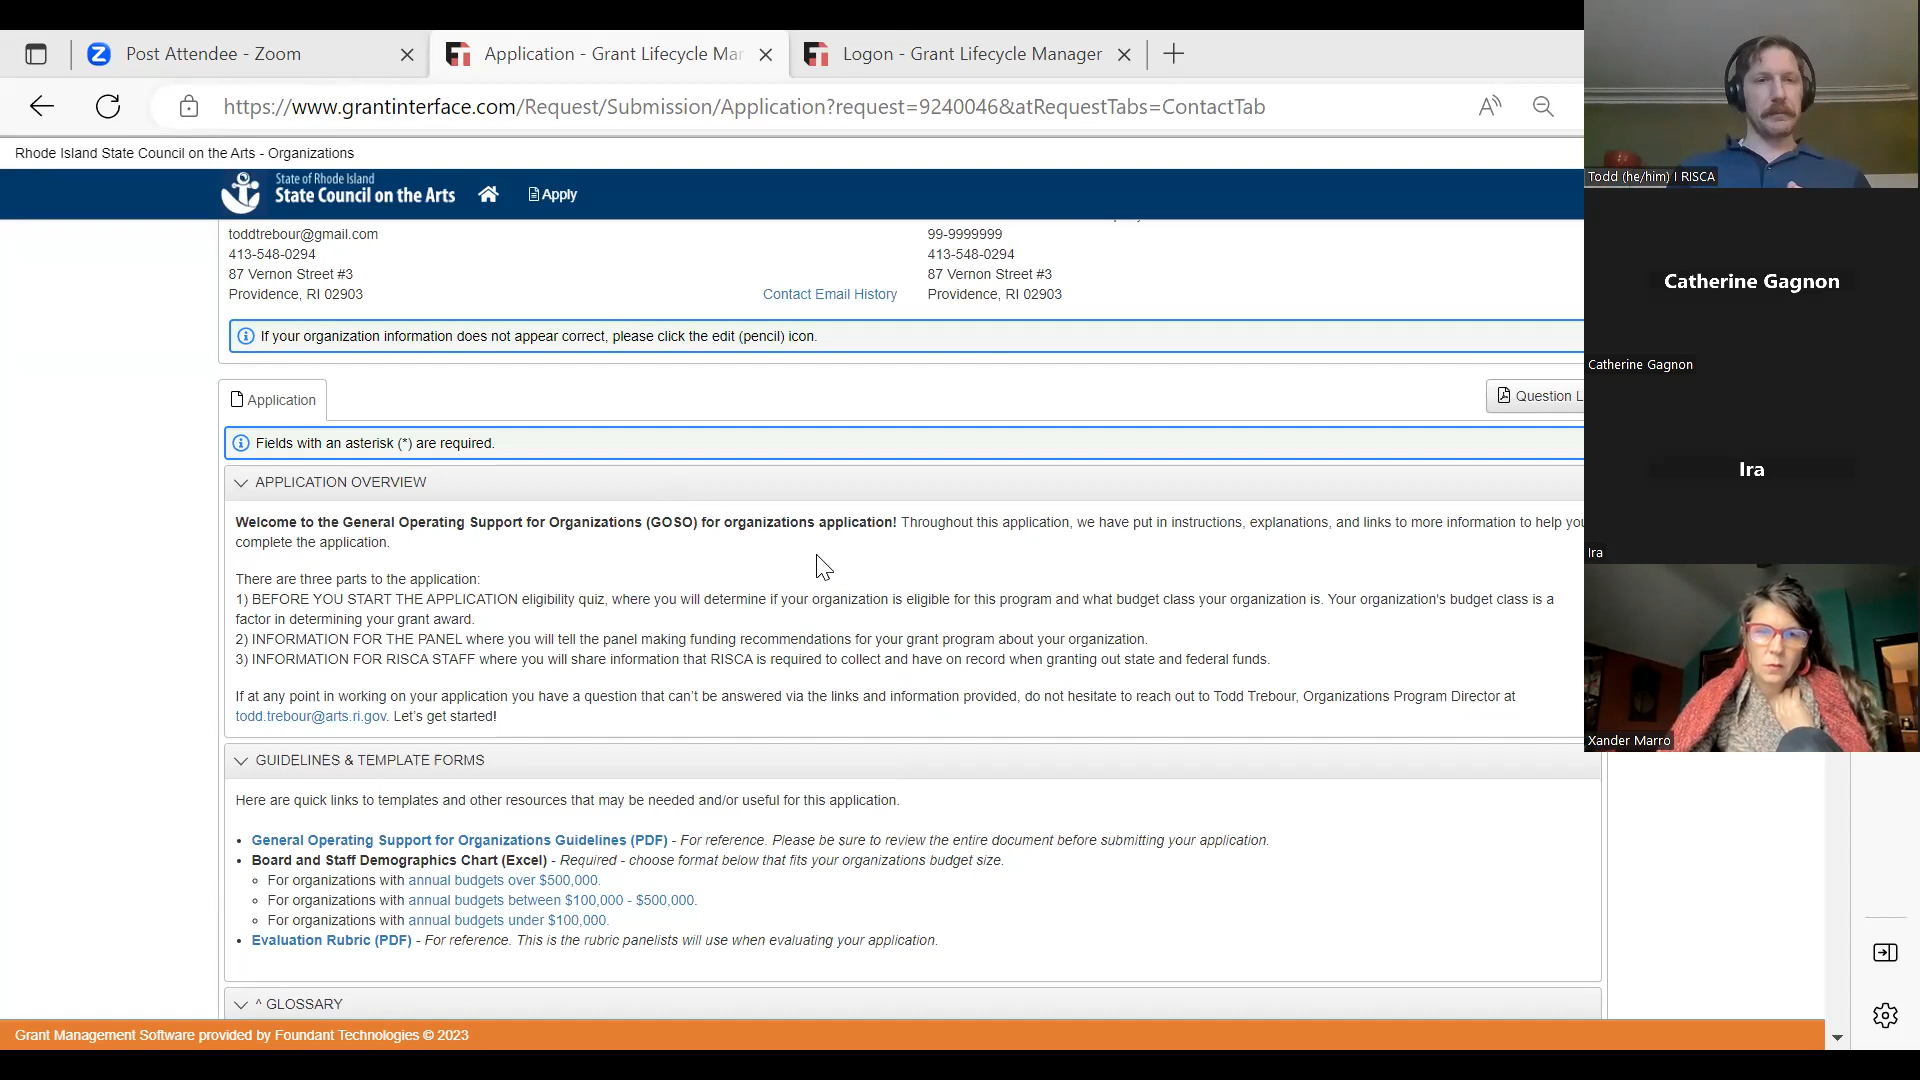 Post Attendee - Zoom
Application - Grant Lifecycle Mar
Logon - Grant Lifecycle Manager
https://www.grantinterface.com/Request/Submission/Application?request=9240046&atRequestTabs=ContactTab
Rhode Island State Council on the Arts - Organizations
State of Rhode Island
State Council on the Arts
Apply
toddtrebour@gmail.com
99-9999999
413-548-0294
413-548-0294
87 Vernon Street #3
87 Vernon Street #3
Providence, RI 02903
Contact Email History
Providence, RI 02903
If your organization information does not appear correct, please click the edit (pencil) icon.
Application
Question L
Fields with an asterisk (*) are required.
APPLICATION OVERVIEW
Welcome to the General Operating Support for Organizations (GOSO) for organizations application! Throughout this application, we have put in instructions, explanations, and links to more information to help you
complete the application.
There are three parts to the application:
1) BEFORE YOU START THE APPLICATION eligibility quiz, where you will determine if your organization is eligible for this program and what budget class your organization is. Your organization's budget class is a
factor in determining your grant award.
2) INFORMATION FOR THE PANEL where you will tell the panel making funding recommendations for your grant program about your organization.
3) INFORMATION FOR RISCA STAFF where you will share information that RISCA is required to collect and have on record when granting out state and federal funds.
If at any point in working on your application you have a question that can't be answered via the links and information provided, do not hesitate to reach out to Todd Trebour, Organizations Program Director at
todd.trebour@arts.ri.gov. Let's get started!
GUIDELINES & TEMPLATE FORMS
Here are quick links to templates and other resources that may be needed and/or useful for this application.
• General Operating Support for Organizations Guidelines (PDF) - For reference. Please be sure to review the entire document before submitting your application.
• Board and Staff Demographics Chart (Excel) - Required - choose format below that fits your organizations budget size.
For organizations with annual budgets over $500,000.
For organizations with annual budgets between $100,000 - $500,000.
For organizations with annual budgets under $100,000.
• Evaluation Rubric (PDF) - For reference. This is the rubric panelists will use when evaluating your application.
^ GLOSSARY
Grant Management Software provided by Foundant Technologies © 2023
Todd (he/him) I RISCA
Catherine Gagnon
Catherine Gagnon
Ira
Ira
Xander Marro